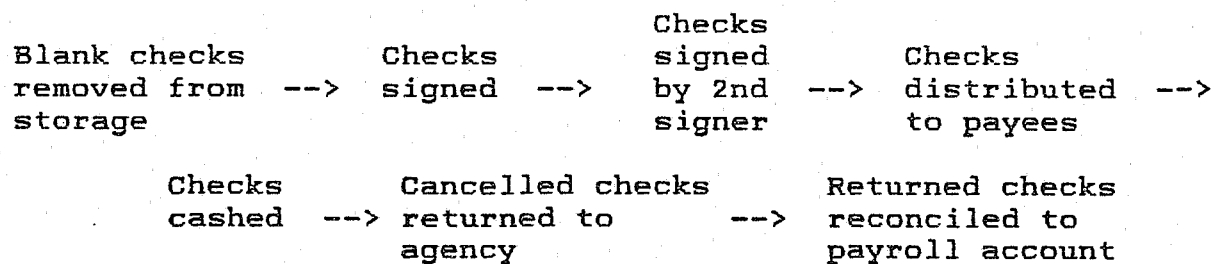 Checks
Blank checks Checks signed Checks
removed from --> signed --> by 2nd --> distributed -->
storage signer to payees
Checks Cancelled checks Returned checks
cashed --> returned to --> reconciled to
agency payroll account